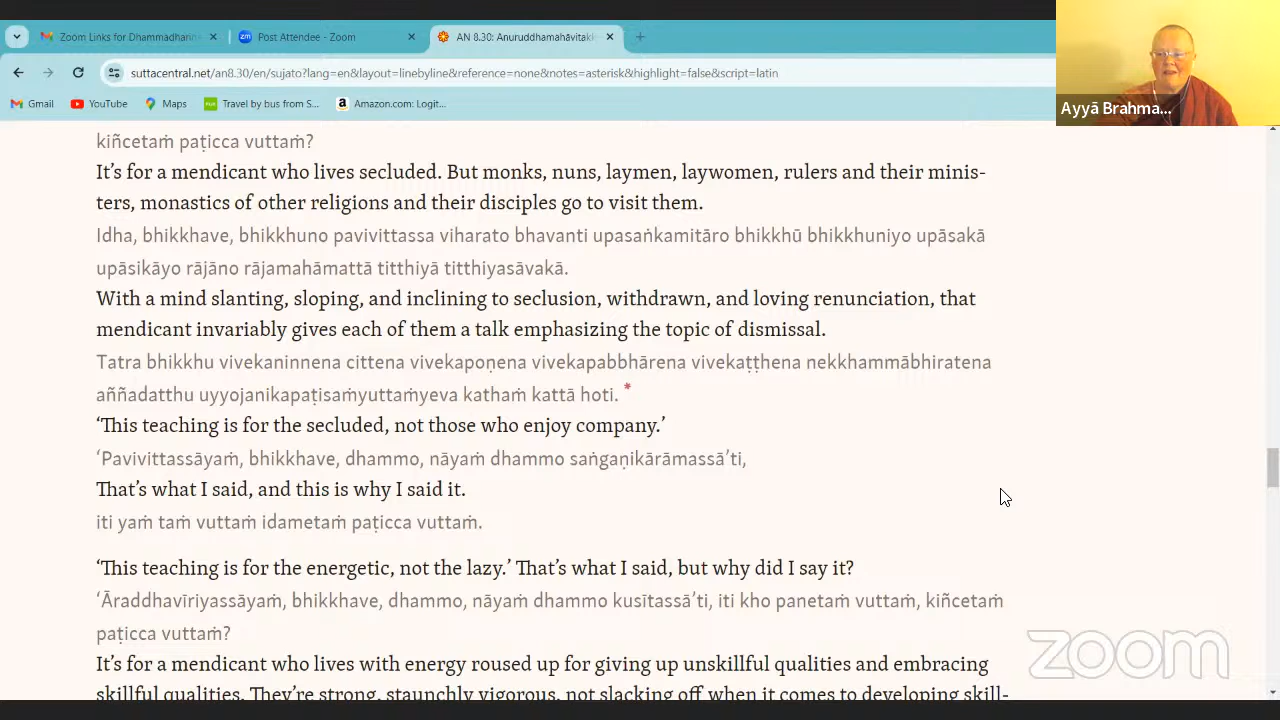 Zoom Links for Dhammadhann
Post Attendee - Zoom
AN 8.30: Anuruddhamahāvitakk
suttacentral.net/an8.30/en/sujato?lang=en&layout=linebyline&reference=none&notes=asterisk&highlight=false&script=latin
Gmail
YouTube
Maps
Travel by bus from S...
Amazon.com: Logit...
Ayyā Brahma...
kiñcetaṁ paṭicca vuttaṁ?
It’s for a mendicant who lives secluded. But monks, nuns, laymen, laywomen, rulers and their minis-
ters, monastics of other religions and their disciples go to visit them.
Idha, bhikkhave, bhikkhuno pavivittassa viharato bhavanti upasaṅkamitāro bhikkhū bhikkhuniyo upāsakā
upāsikāyo rājāno rājamahāmattā titthiyā titthiyasāvakā.
With a mind slanting, sloping, and inclining to seclusion, withdrawn, and loving renunciation, that
mendicant invariably gives each of them a talk emphasizing the topic of dismissal.
Tatra bhikkhu vivekaninnena cittena vivekapoṇena vivekapabbhārena vivekaṭṭhena nekkhammābhiratena
aññadatthu uyyojanikapaṭisaṁyuttaṁyeva kathaṁ kattā hoti. *
‘This teaching is for the secluded, not those who enjoy company.’
‘Pavivittassāyaṁ, bhikkhave, dhammo, nāyaṁ dhammo saṅgaṇikārāmassā’ti,
That’s what I said, and this is why I said it.
iti yaṁ taṁ vuttaṁ idametaṁ paṭicca vuttaṁ.
‘This teaching is for the energetic, not the lazy.’ That’s what I said, but why did I say it?
‘Āraddhavīriyassāyaṁ, bhikkhave, dhammo, nāyaṁ dhammo kusītassā’ti, iti kho panetaṁ vuttaṁ, kiñcetaṁ
paṭicca vuttaṁ?
It’s for a mendicant who lives with energy roused up for giving up unskillful qualities and embracing
skillful qualities. They’re strong, staunchly vigorous, not slacking off when it comes to developing skill-
zoom